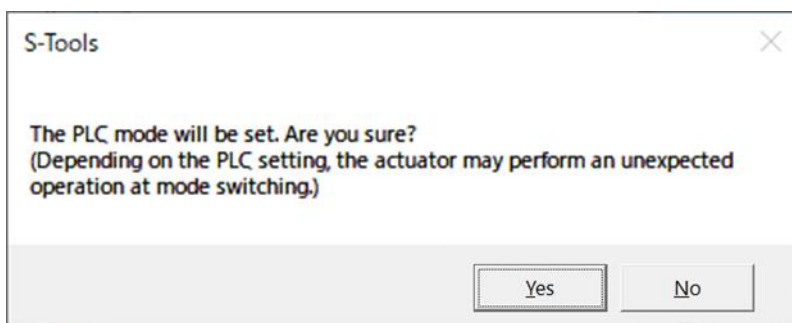 S-Tools
The PLC mode will be set. Are you sure?
(Depending on the PLC setting, the actuator may perform an unexpected
operation at mode switching.)
Yes
No